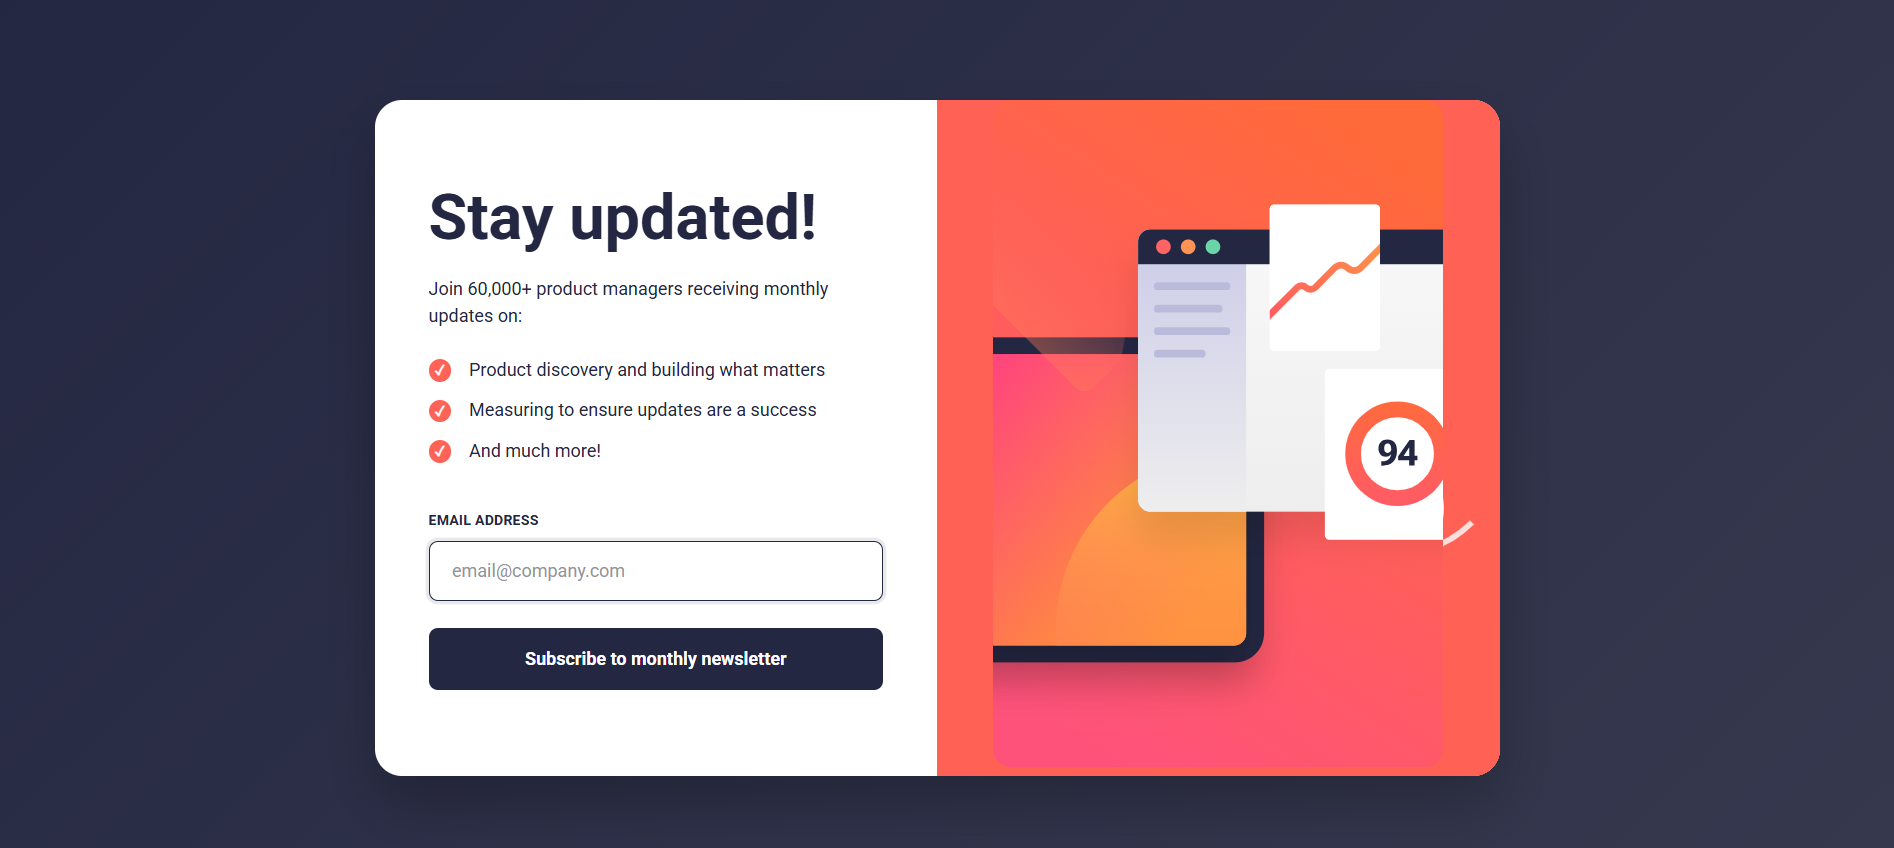 Stay updated!
Join 60,000+ product managers receiving monthly
updates on:
Product discovery and building what matters
Measuring to ensure updates are a success
And much more!
EMAIL ADDRESS
email@company.com
Subscribe to monthly newsletter
94